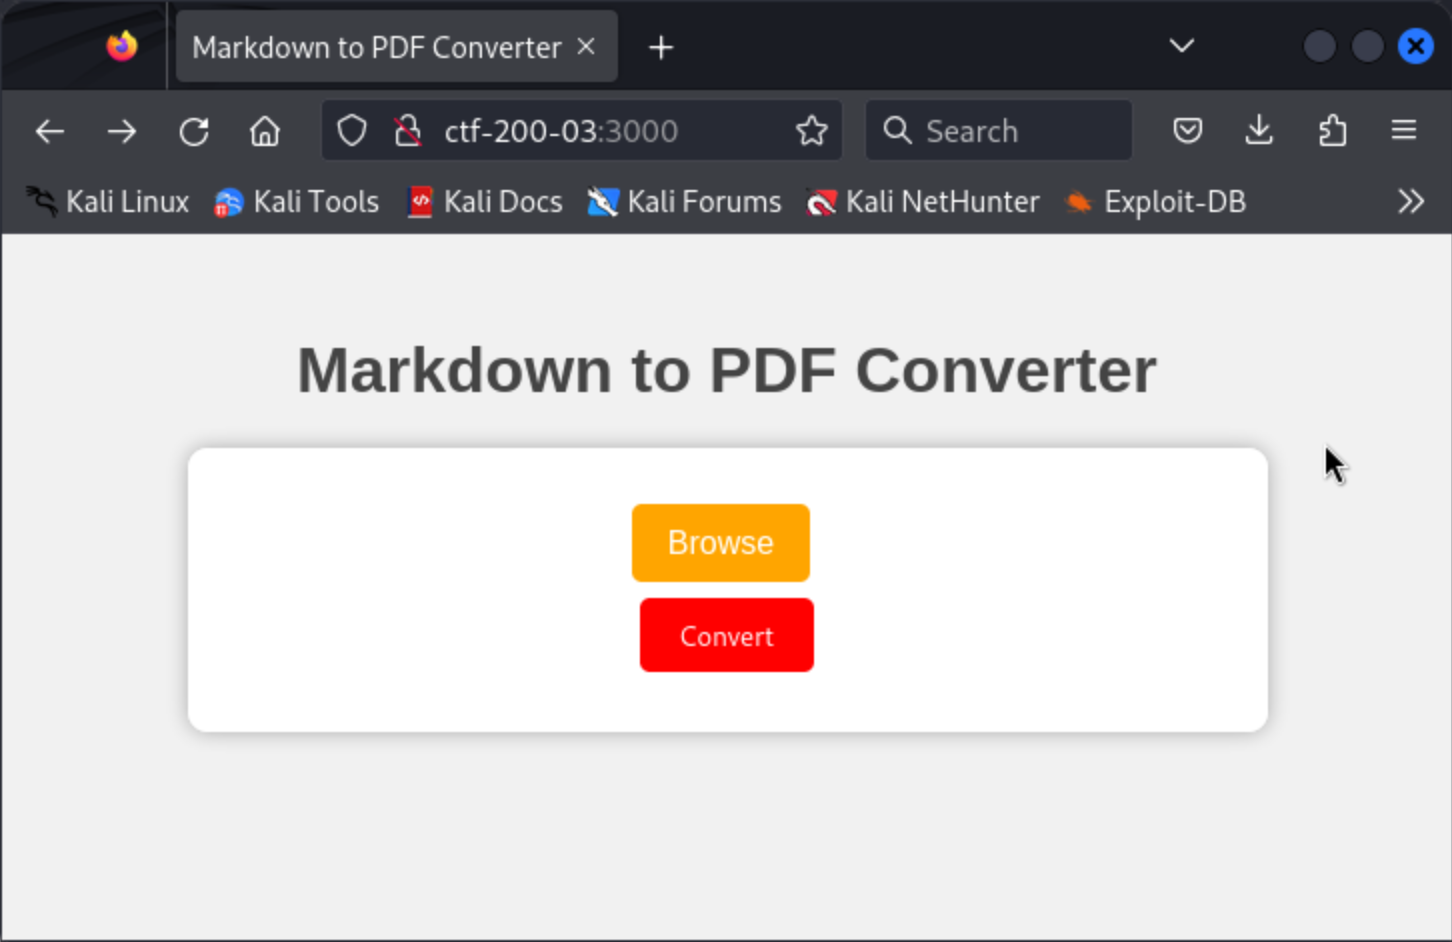 Markdown to PDF Converter
ctf-200-03:3000 Search
Kali Linux Kali Tools Kali Docs Kali Forums Kali NetHunter Exploit-DB
Markdown to PDF Converter
Browse
Convert